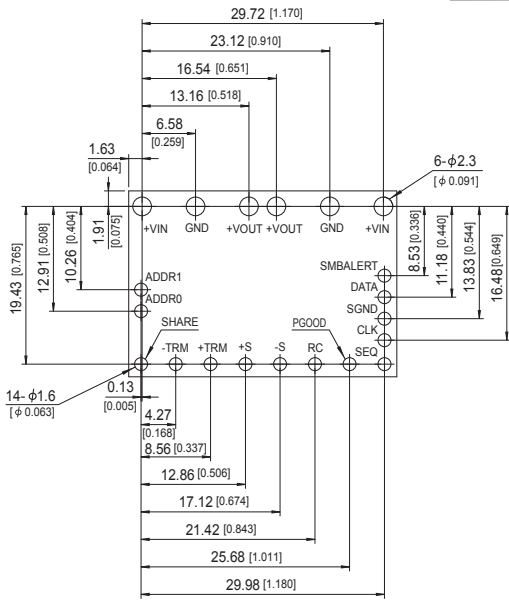 29.72 [1.170]
23.12 [0.910]
16.54 [0.651]
13.16 [0.518]
6.58
[0.259]
1.63
[0.064]
6-ϕ2.3
[ϕ 0.091]
+VIN GND +VOUT +VOUT GND +VIN
1.91
[0.075]
10.26 [0.404]
12.91 [0.508]
19.43 [0.765]
8.53 [0.336]
11.18 [0.440]
13.83 [0.544]
16.48 [0.649]
SMBALERT
ADDR1
DATA
ADDR0
SGND
SHARE
PGOOD
CLK
-TRM +TRM +S -S RC SEQ
14-ϕ1.6
[ϕ 0.063]
0.13
[0.005]
4.27
[0.168]
8.56 [0.337]
12.86 [0.506]
17.12 [0.674]
21.42 [0.843]
25.68 [1.011]
29.98 [1.180]